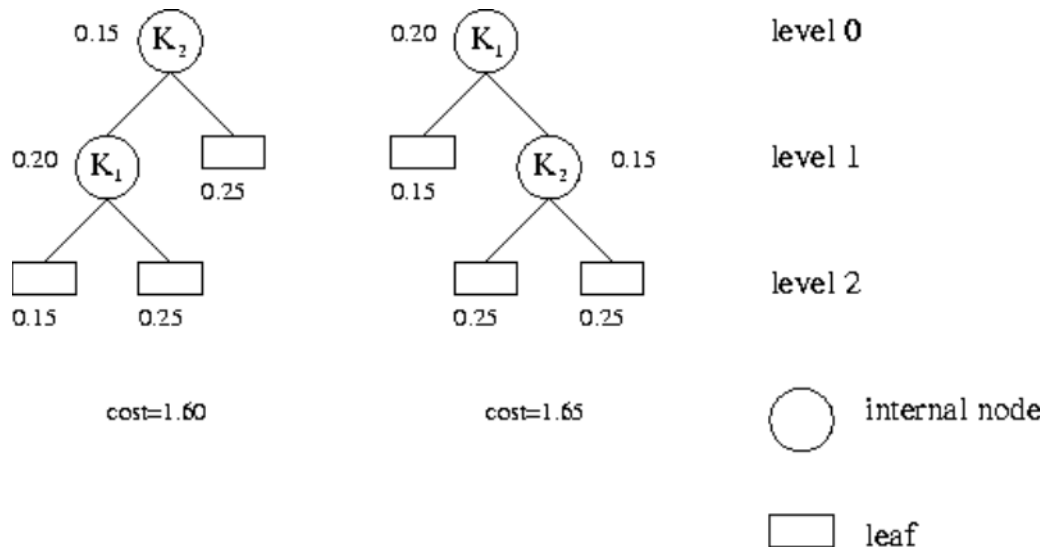 0.15 K₂ 0.20 K₁ level 0
0.20 K₁ 0.25 0.15 K₂ 0.15 level 1
0.15 0.25 0.25 0.25 level 2
cost=1.60 cost=1.65
internal node
leaf